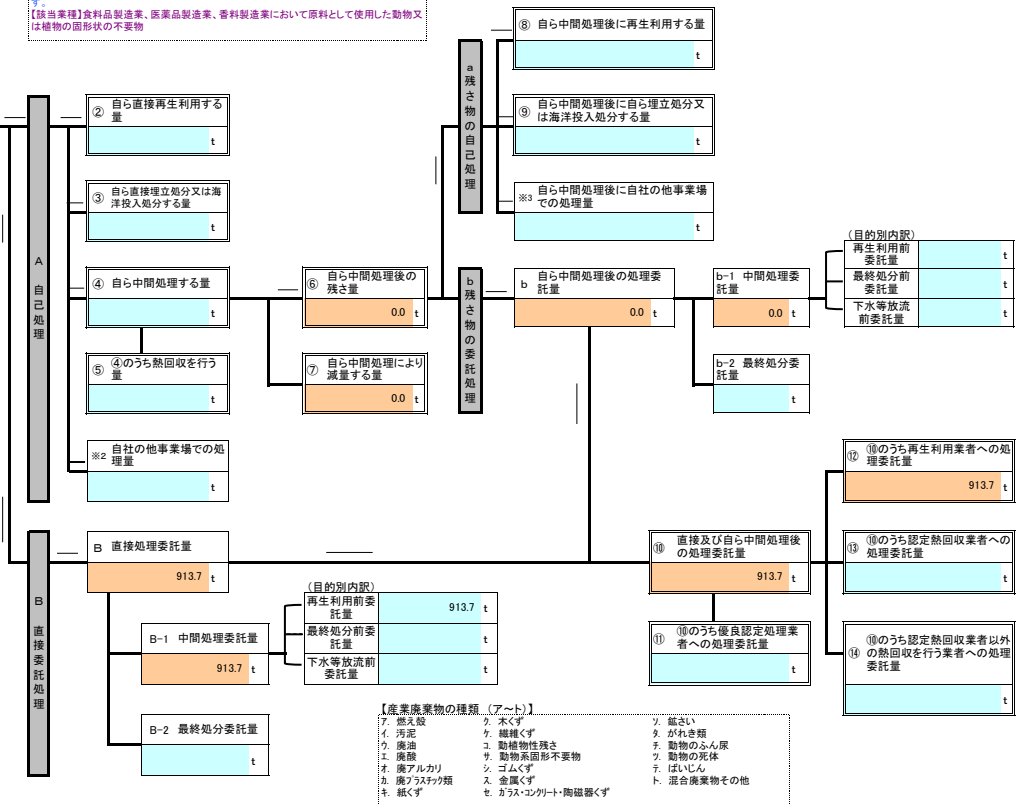 す。
【該当業種】食料品製造業、医薬品製造業、香料製造業において原料として使用した動物又
は植物の固形状の不要物
⑧ 自ら中間処理後に再生利用する量
t
a 残さ物の自己処理
② 自ら直接再生利用する
量
t
⑨ 自ら中間処理後に自ら埋立処分又
は海洋投入処分する量
t
③ 自ら直接埋立処分又は海
洋投入処分する量
t
※3 自ら中間処理後に自社の他事業場
での処理量
t
A 自己処理
④ 自ら中間処理する量
t
⑥ 自ら中間処理後の
残さ量
0.0 t
b 残さ物の委託処理
b 自ら中間処理後の処理委
託量
0.0 t
b-1 中間処理委
託量
0.0 t
(目的別内訳)
再生利用前
委託量
t
最終処分前
委託量
t
下水等放流
前委託量
t
⑤ ④のうち熱回収を行う
量
t
⑦ 自ら中間処理により
減量する量
0.0 t
b-2 最終処分委
託量
t
※2 自社の他事業場での処
理量
t
⑫ ⑩のうち再生利用業者への処
理委託量
913.7 t
B 直接委託処理
B 直接処理委託量
913.7 t
⑩ 直接及び自ら中間処理後
の処理委託量
913.7 t
⑬ ⑩のうち認定熱回収業者への
処理委託量
t
(目的別内訳)
再生利用前委
託量
913.7 t
最終処分前委
託量
t
下水等放流前
委託量
t
B-1 中間処理委託量
913.7 t
⑪ ⑩のうち優良認定処理業
者への処理委託量
t
⑭ ⑩のうち認定熱回収業者以外
の熱回収を行う業者への処理
委託量
t
B-2 最終処分委託量
t
【産業廃棄物の種類 (ア～ト)】
ア. 燃え殻 ク. 木くず ソ. 鉱さい
イ. 汚泥 ケ. 繊維くず タ. がれき類
ウ. 廃油 コ. 動植物性残さ チ. 動物のふん尿
エ. 廃酸 サ. 動物系固形不要物 ツ. 動物の死体
オ. 廃アルカリ シ. ゴムくず テ. ばいじん
カ. 廃プラスチック類 ス. 金属くず ト. 混合廃棄物その他
キ. 紙くず セ. ガラス・コンクリート・陶磁器くず